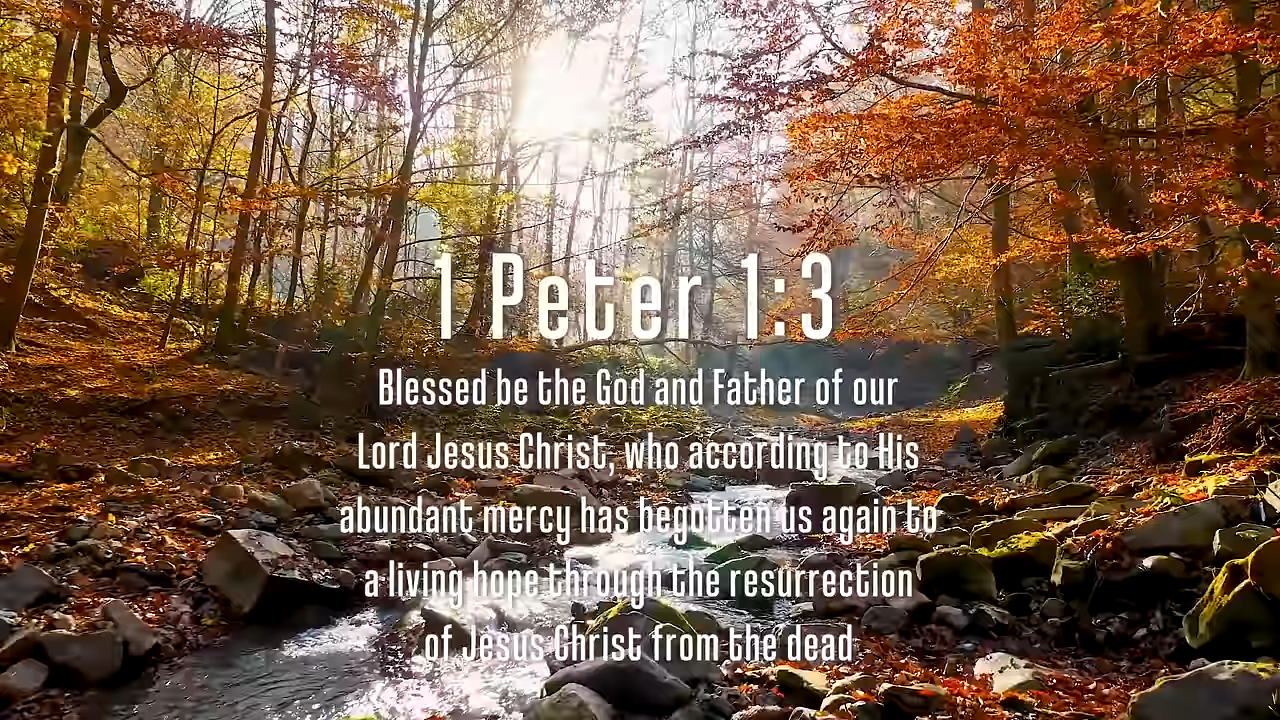 1 Peter 1:3
Blessed be the God and Father of our
Lord Jesus Christ, who according to His
abundant mercy has begotten us again to
a living hope through the resurrection
of Jesus Christ from the dead